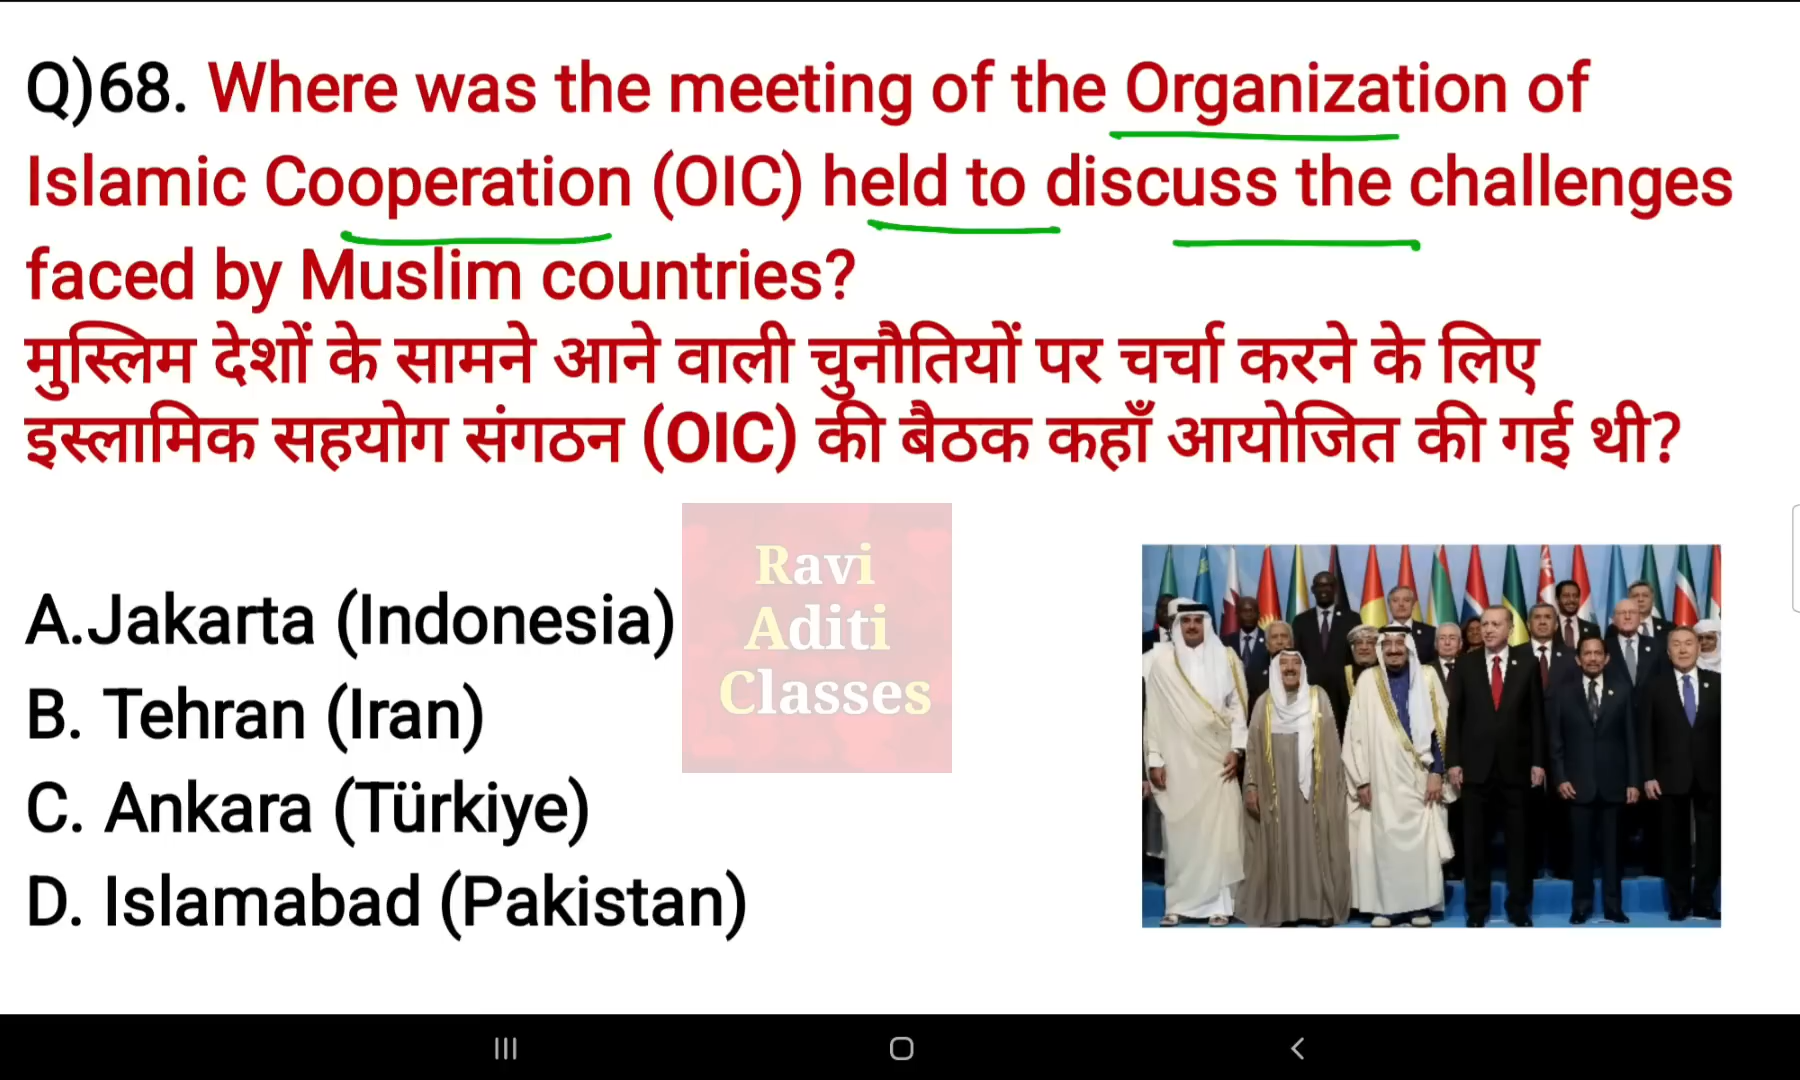 Q)68. Where was the meeting of the Organization of
Islamic Cooperation (OIC) held to discuss the challenges
faced by Muslim countries?
मुस्लिम देशों के सामने आने वाली चुनौतियों पर चर्चा करने के लिए
इस्लामिक सहयोग संगठन (OIC) की बैठक कहाँ आयोजित की गई थी?
A.Jakarta (Indonesia)
B. Tehran (Iran)
C. Ankara (Türkiye)
D. Islamabad (Pakistan)
Ravi
Aditi
Classes